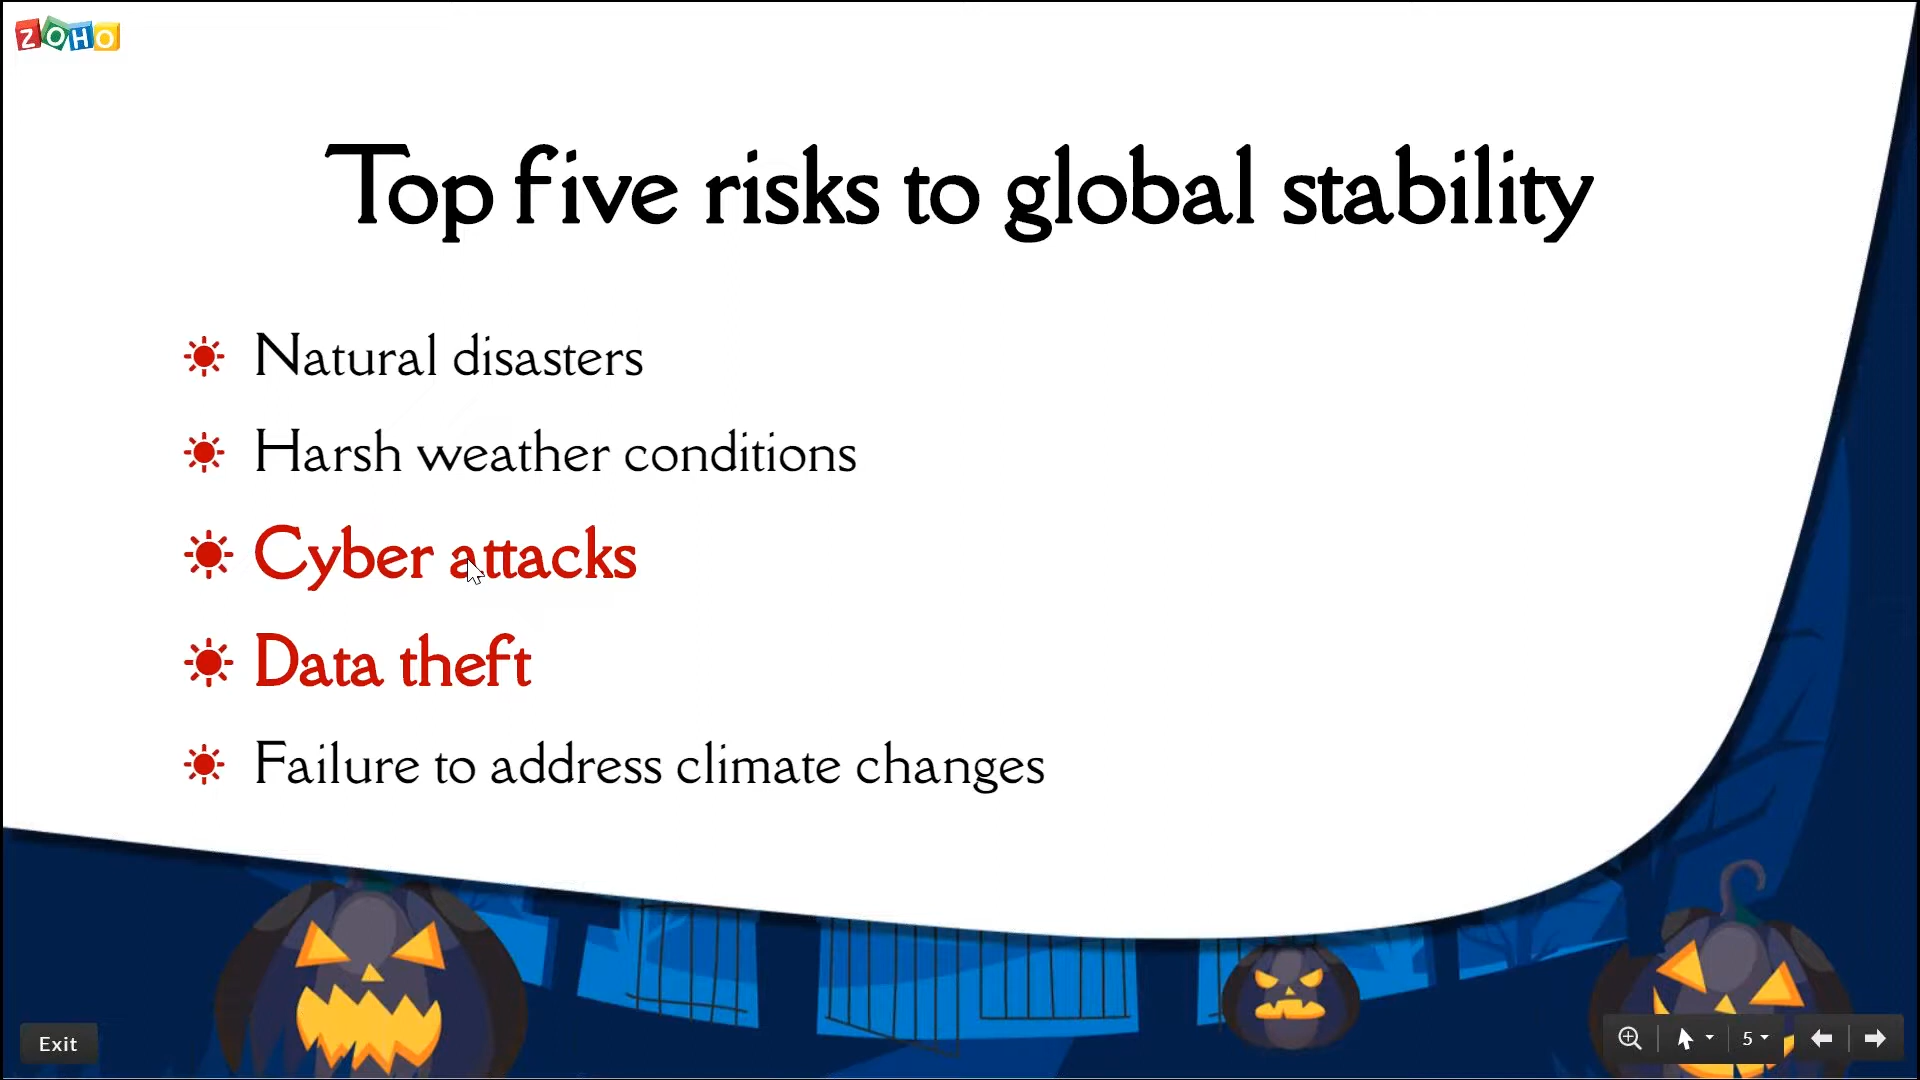 ZOHO
Top five risks to global stability
Natural disasters
Harsh weather conditions
Cyber attacks
Data theft
Failure to address climate changes
Exit
5